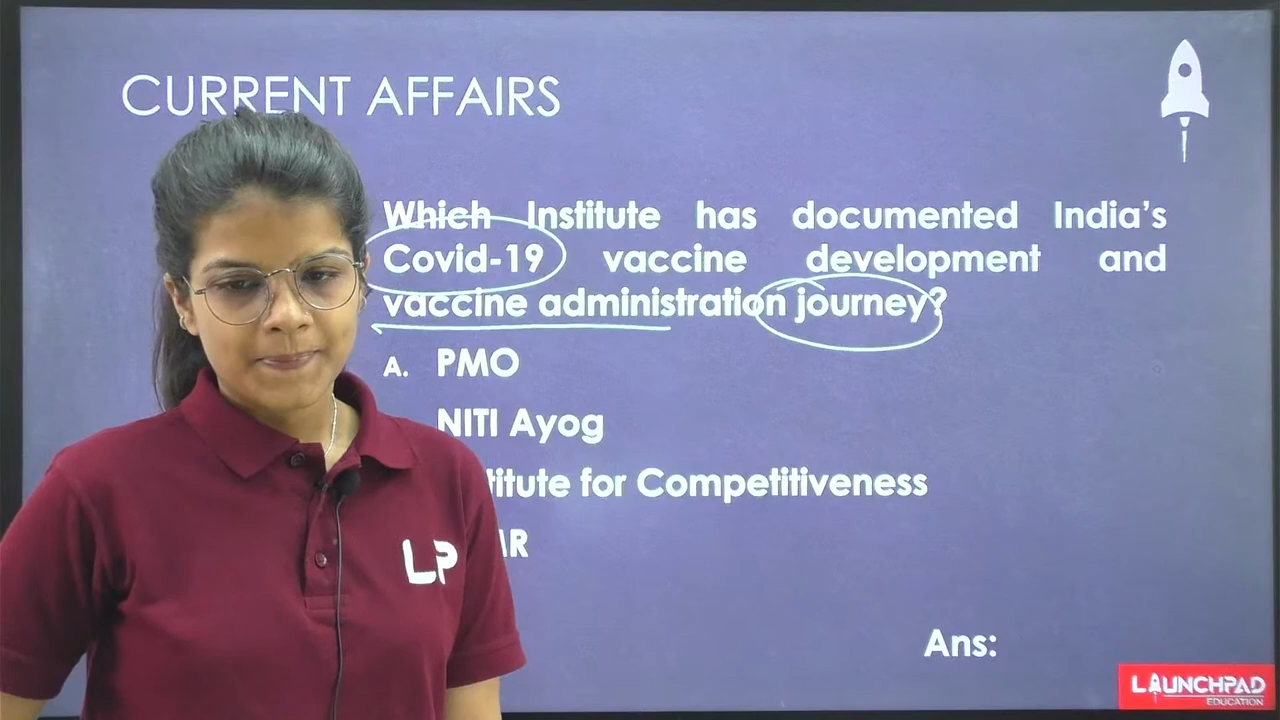 CURRENT AFFAIRS
Which Institute has documented India's
Covid-19 vaccine development and
vaccine administration journey?
A. PMO
NITI Ayog
titute for Competitiveness
Ans:
LP
LAUNCHPAD
EDUCATION